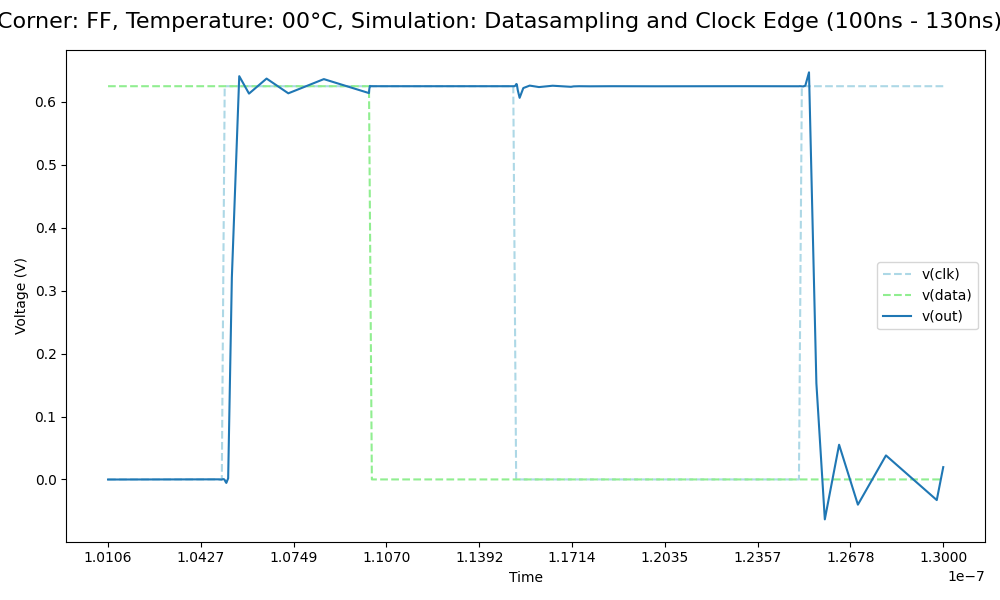 Corner: FF, Temperature: 00°C, Simulation: Datasampling and Clock Edge (100ns - 130ns)
0.6
0.5
0.4
0.3
0.2
0.1
0.0
Voltage (V)
v(clk)
v(data)
v(out)
1.0106 1.0427 1.0749 1.1070 1.1392 1.1714 1.2035 1.2357 1.2678 1.3000
Time
1e−7